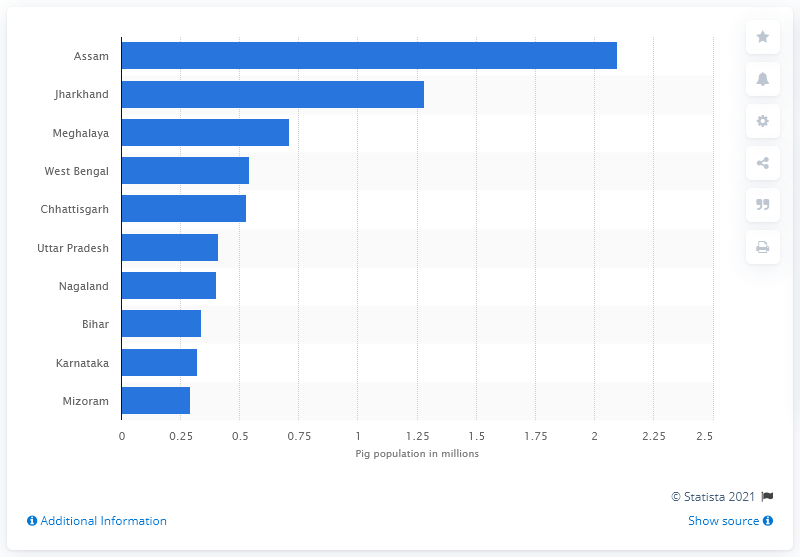 Assam
Jharkhand
Meghalaya
West Bengal
Chhattisgarh
Uttar Pradesh
Nagaland
Bihar
Karnataka
Mizoram
0 0.25 0.5 0.75 1 1.25 1.5 1.75 2 2.25 2.5
Pig population in millions
© Statista 2021
Additional Information
Show source